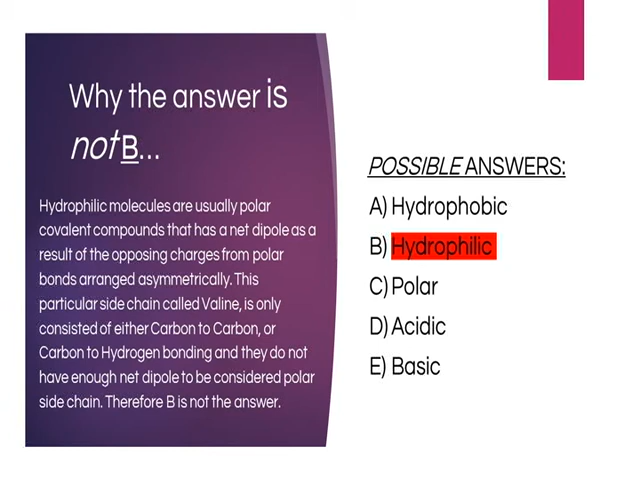 Why the answer is
not B...
Hydrophilic molecules are usually polar
covalent compounds that has a net dipole as a
result of the opposing charges from polar
bonds arranged asymmetrically. This
particular side chain called Valine, is only
consisted of either Carbon to Carbon, or
Carbon to Hydrogen bonding and they do not
have enough net dipole to be considered polar
side chain. Therefore B is not the answer.
POSSIBLE ANSWERS:
A) Hydrophobic
B) Hydrophilic
C) Polar
D) Acidic
E) Basic